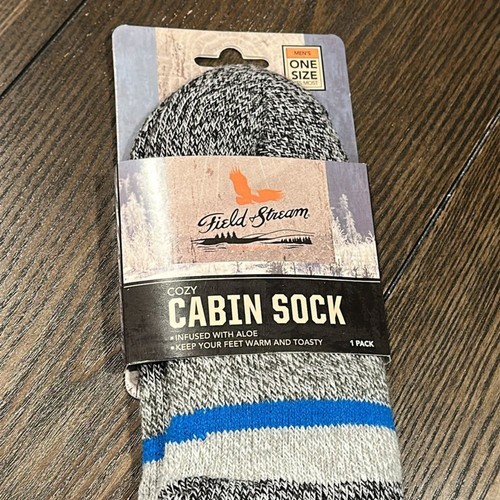 MEN'S
ONE
SIZE
Field & Stream
COZY
CABIN SOCK
•INFUSED WITH ALOE
•KEEP YOUR FEET WARM AND TOASTY
1 PACK